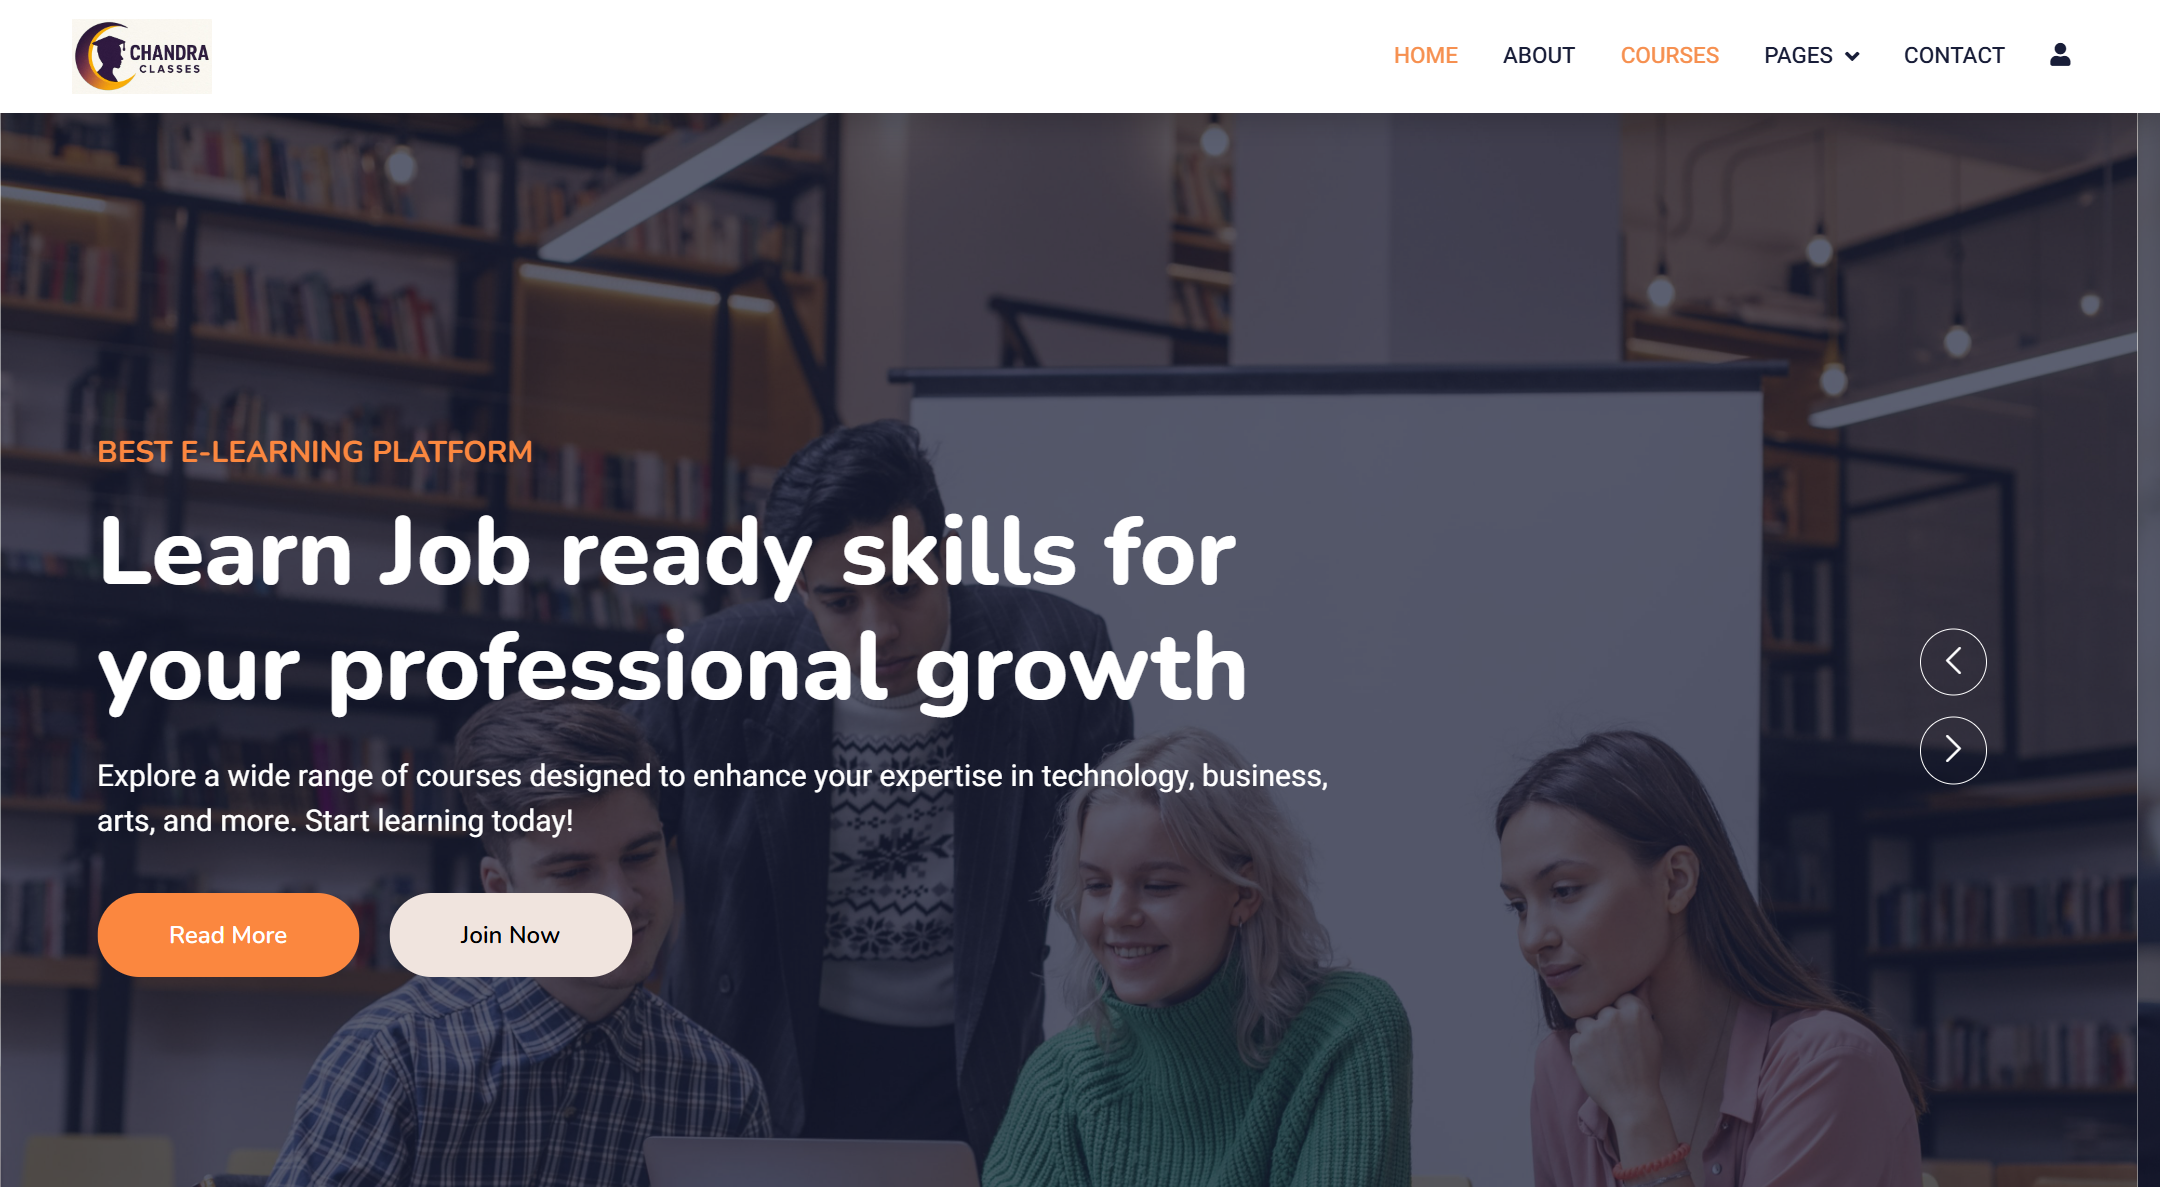 CHANDRA
CLASSES
HOME ABOUT COURSES PAGES CONTACT
BEST E-LEARNING PLATFORM
Learn Job ready skills for
your professional growth
Explore a wide range of courses designed to enhance your expertise in technology, business,
arts, and more. Start learning today!
Read More Join Now